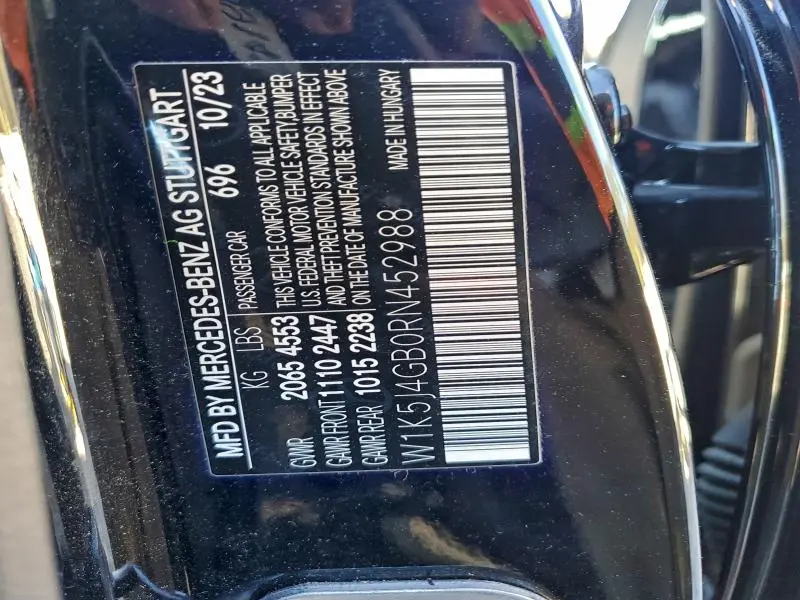 MFD BY MERCEDES-BENZ AG STUTTGART
696 10/23
KG LBS PASSENGER CAR
GVWR 2065 4553 THIS VEHICLE CONFORMS TO ALL APPLICABLE
GAWR FRONT 1110 2447 U.S. FEDERAL MOTOR VEHICLE SAFETY, BUMPER
AND THEFT PREVENTION STANDARDS IN EFFECT
GAWR REAR 1015 2238 ON THE DATE OF MANUFACTURE SHOWN ABOVE
W1K5J4GB0RN452988 MADE IN HUNGARY